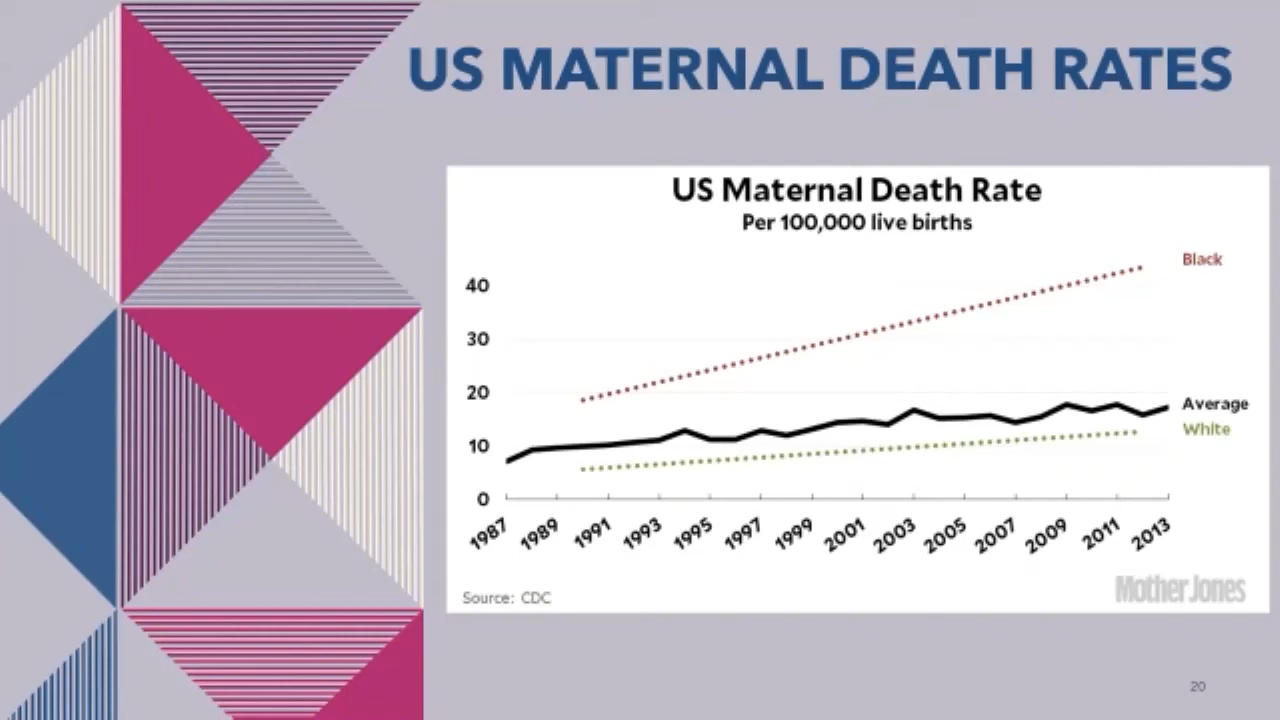 US MATERNAL DEATH RATES
US Maternal Death Rate
Per 100,000 live births
Black
40
30
20
Average
White
10
0
1987 1989 1991 1993 1995 1997 1999 2001 2003 2005 2007 2009 2011 2013
Source: CDC
Mother Jones
20